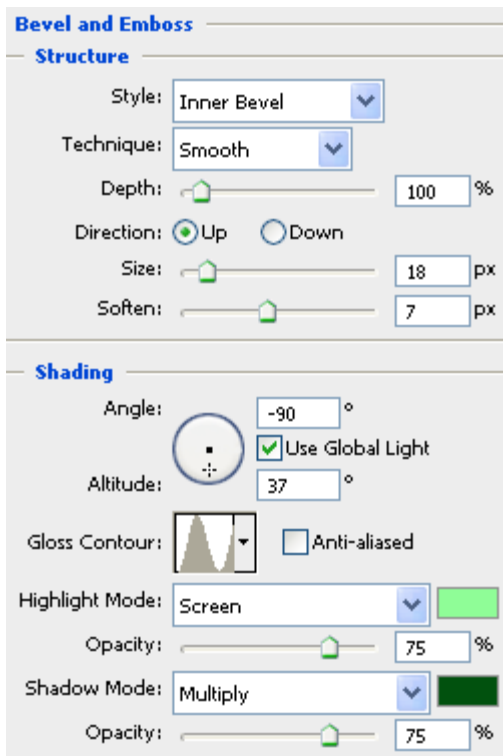 Bevel and Emboss
Structure
Style: Inner Bevel
Technique: Smooth
Depth: 100 %
Direction: Up Down
Size: 18 px
Soften: 7 px
Shading
Angle: -90 °
Use Global Light
Altitude: 37 °
Gloss Contour: Anti-aliased
Highlight Mode: Screen
Opacity: 75 %
Shadow Mode: Multiply
Opacity: 75 %